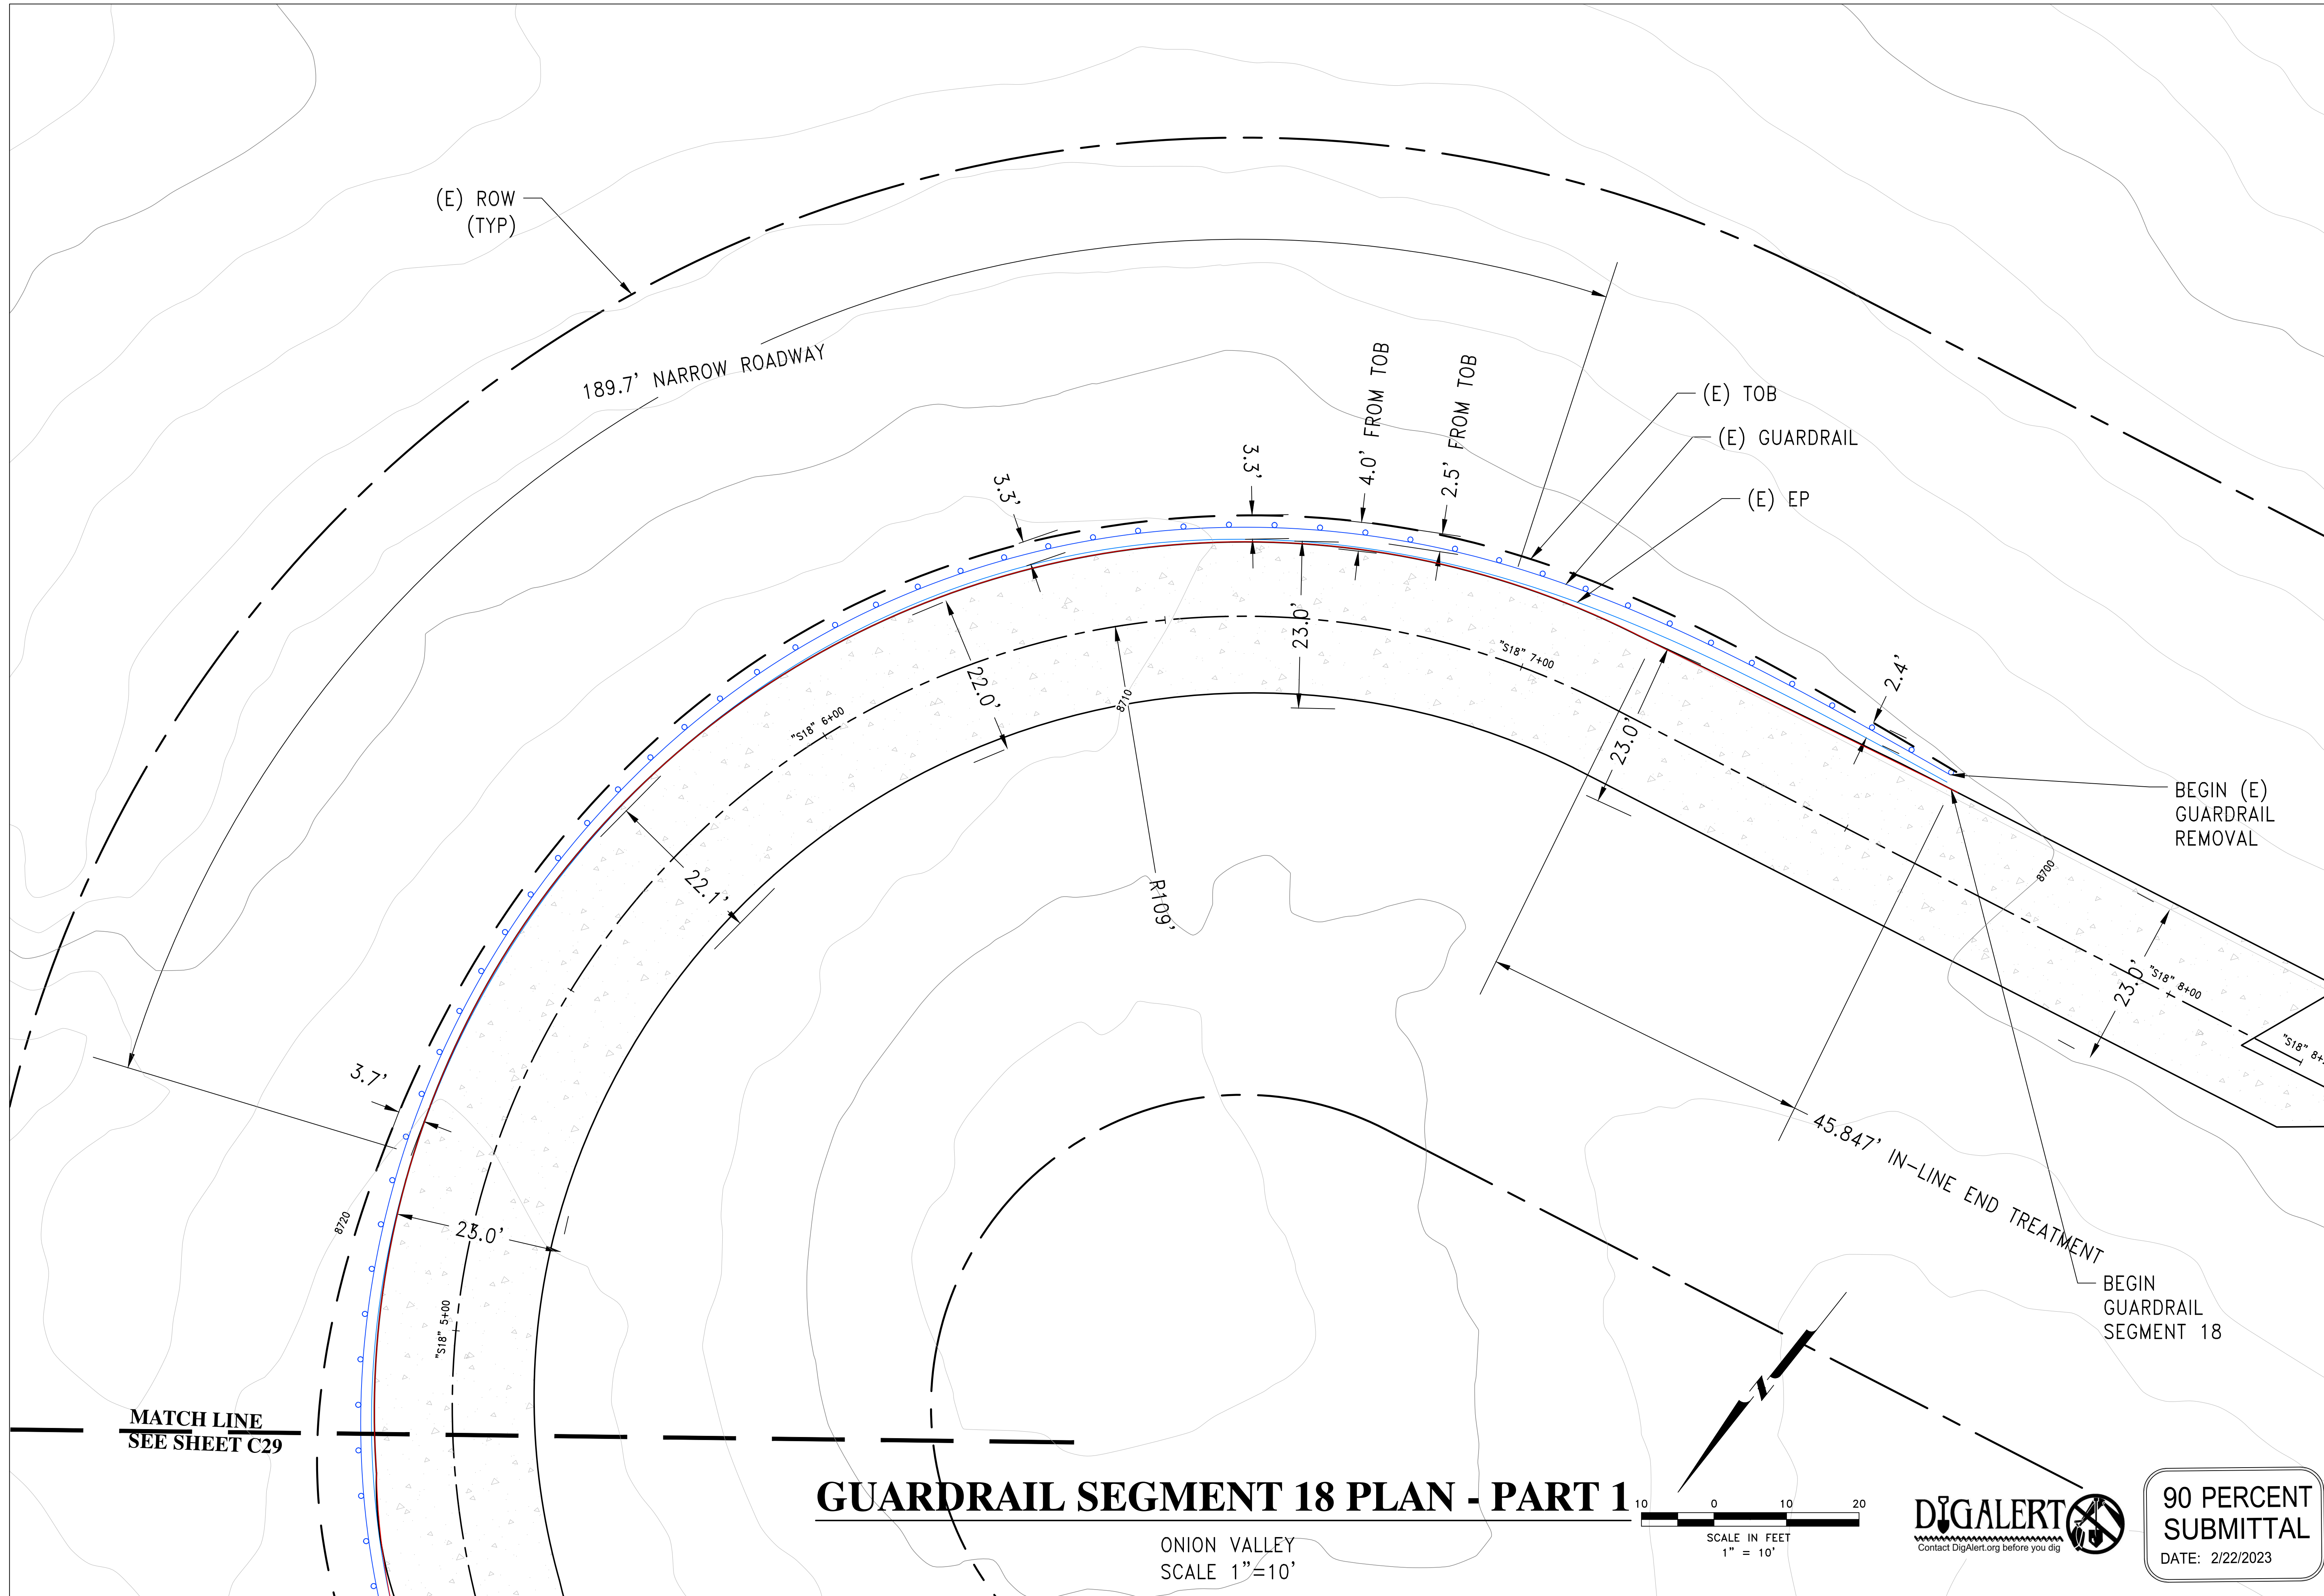 (E) ROW
(TYP)
189.7' NARROW ROADWAY
3.3'
3.3'
4.0' FROM TOB
2.5' FROM TOB
(E) TOB
(E) GUARDRAIL
(E) EP
2.4'
BEGIN (E)
GUARDRAIL
REMOVAL
"S18" 7+00
23.0'
23.0'
22.0'
8710
"S18" 6+00
22.1'
R109'
8700
23.0'
"S18" 8+00
3.7'
8720
23.0'
"S18" 5+00
45.847' IN-LINE END TREATMENT
BEGIN
GUARDRAIL
SEGMENT 18
MATCH LINE
SEE SHEET C29
GUARDRAIL SEGMENT 18 PLAN - PART 1
ONION VALLEY
SCALE 1"=10'
10 0 10 20
SCALE IN FEET
1" = 10'
DIGALERT
Contact DigAlert.org before you dig
90 PERCENT
SUBMITTAL
DATE: 2/22/2023